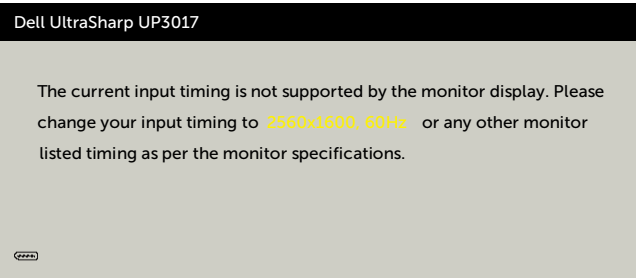 Dell UltraSharp UP3017
The current input timing is not supported by the monitor display. Please
change your input timing to 2560x1600, 60Hz or any other monitor
listed timing as per the monitor specifications.